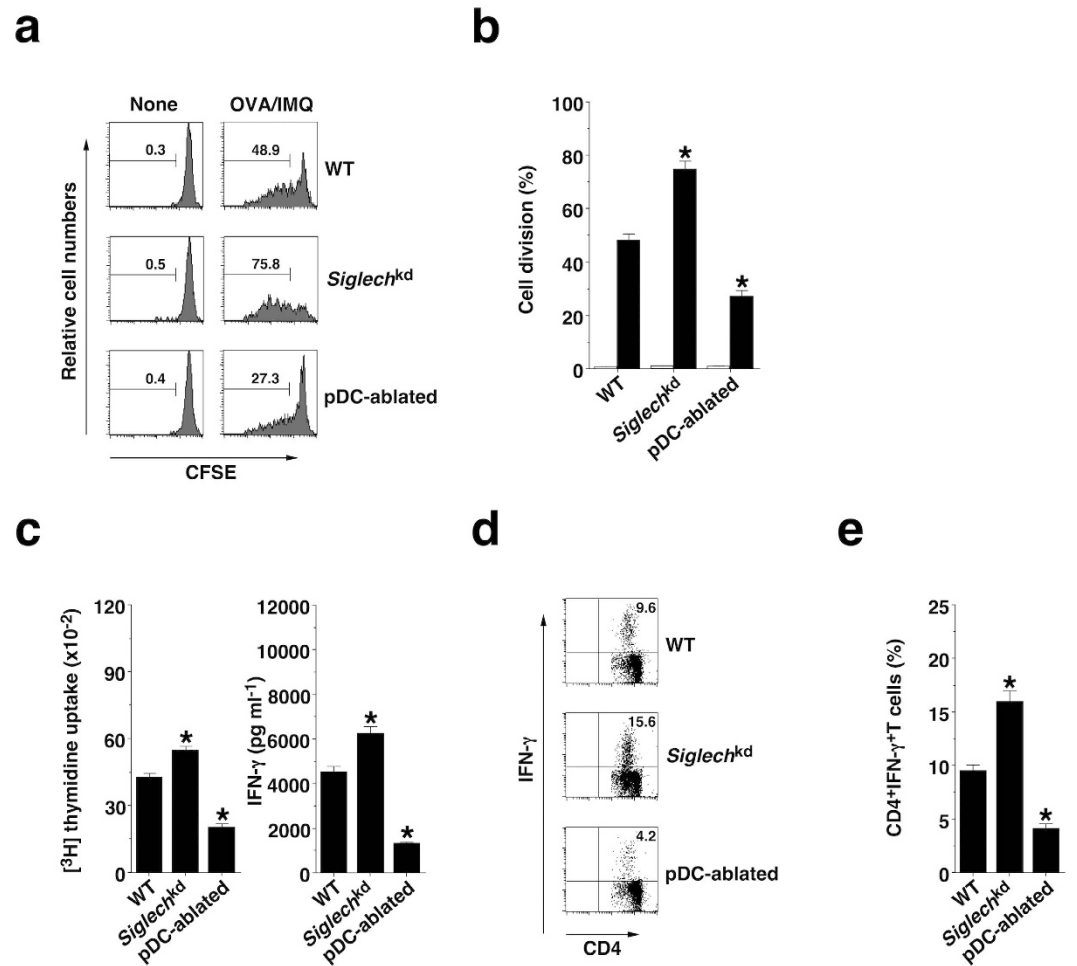 a
None OVA/IMQ
Relative cell numbers
0.3 48.9 WT
0.5 75.8 Siglechkd
0.4 27.3 pDC-ablated
CFSE
b
Cell division (%)
100
80
60
40
20
0
* *
WT Siglechkd pDC-ablated
c
[3H] thymidine uptake (x10-2)
120
90
60
30
0
* *
WT Siglechkd pDC-ablated
IFN-γ (pg ml-1)
12000
10000
8000
6000
4000
2000
0
* *
WT Siglechkd pDC-ablated
d
IFN-γ
9.6 WT
15.6 Siglechkd
4.2 pDC-ablated
CD4
e
CD4+IFN-γ+T cells (%)
25
20
15
10
5
0
* *
WT Siglechkd pDC-ablated